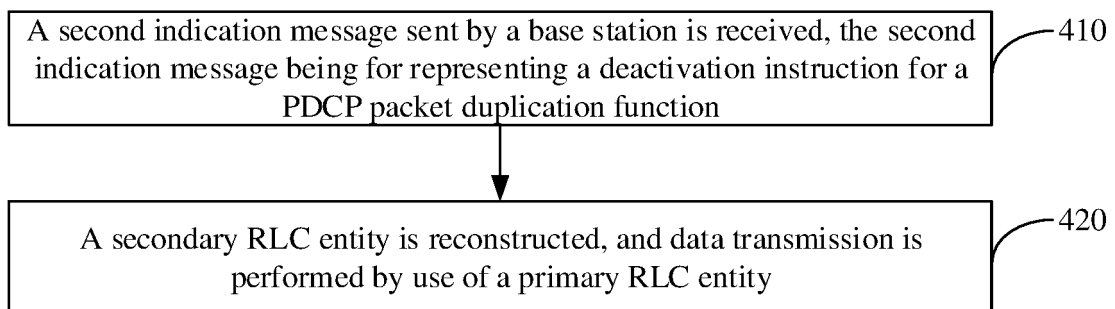 A second indication message sent by a base station is received, the second
indication message being for representing a deactivation instruction for a
PDCP packet duplication function
410
A secondary RLC entity is reconstructed, and data transmission is
performed by use of a primary RLC entity
420